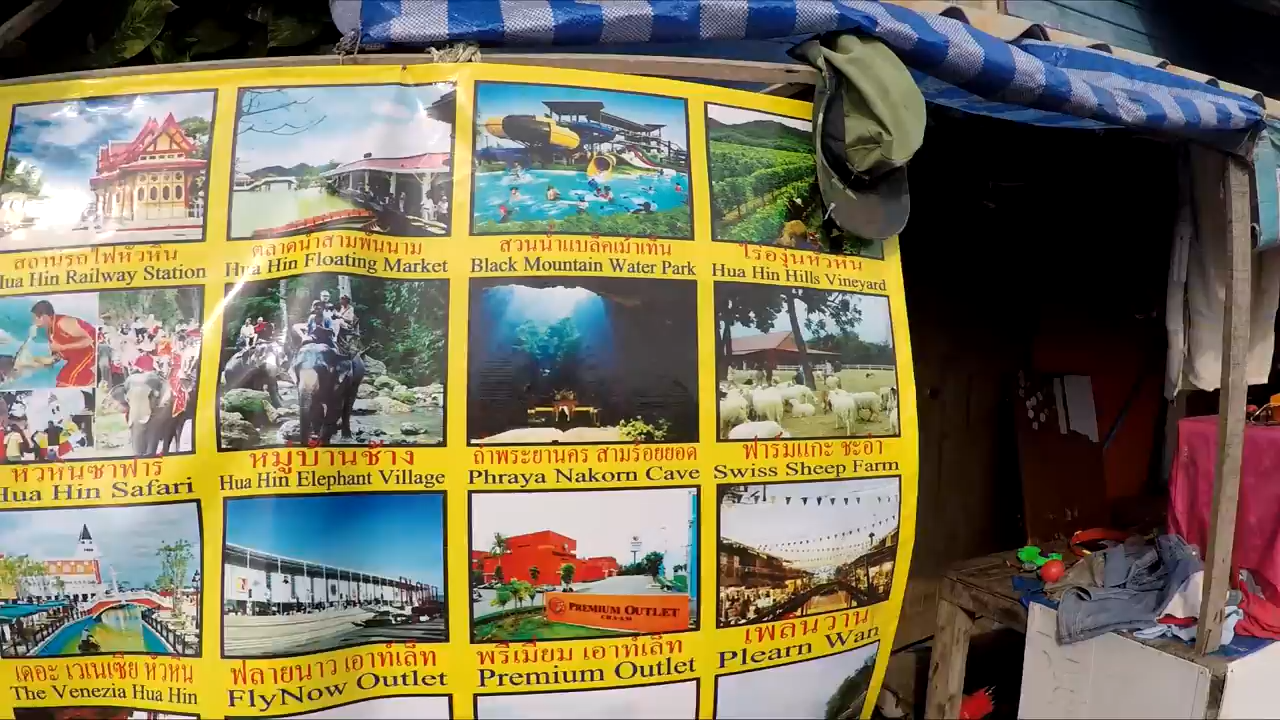 สถานีรถไฟหัวหิน
Hua Hin Railway Station
ตลาดน้ำสามพันนาม
Hua Hin Floating Market
สวนน้ำแบล็คเม้าเท็น
Black Mountain Water Park
ไร่องุ่นหัวหิน
Hua Hin Hills Vineyard
หัวหินซาฟารี
Hua Hin Safari
หมู่บ้านช้าง
Hua Hin Elephant Village
ถ้ำพระยานคร สามร้อยยอด
Phraya Nakorn Cave
ฟาร์มแกะ ชะอำ
Swiss Sheep Farm
เดอะ เวเนเซีย หัวหิน
The Venezia Hua Hin
ฟลายนาว เอาท์เล็ท
FlyNow Outlet
PREMIUM OUTLET
CHA-AM
พรีเมียม เอาท์เล็ท
Premium Outlet
เพลินวาน
Plearn Wan